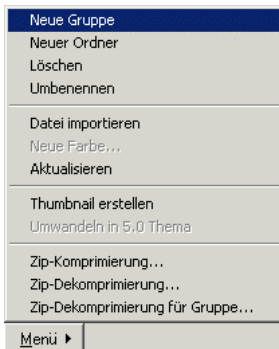 Neue Gruppe
Neuer Ordner
Löschen
Umbenennen
Datei importieren
Neue Farbe...
Aktualisieren
Thumbnail erstellen
Umwandeln in 5.0 Thema
Zip-Komprimierung...
Zip-Dekomprimierung...
Zip-Dekomprimierung für Gruppe...
Menü